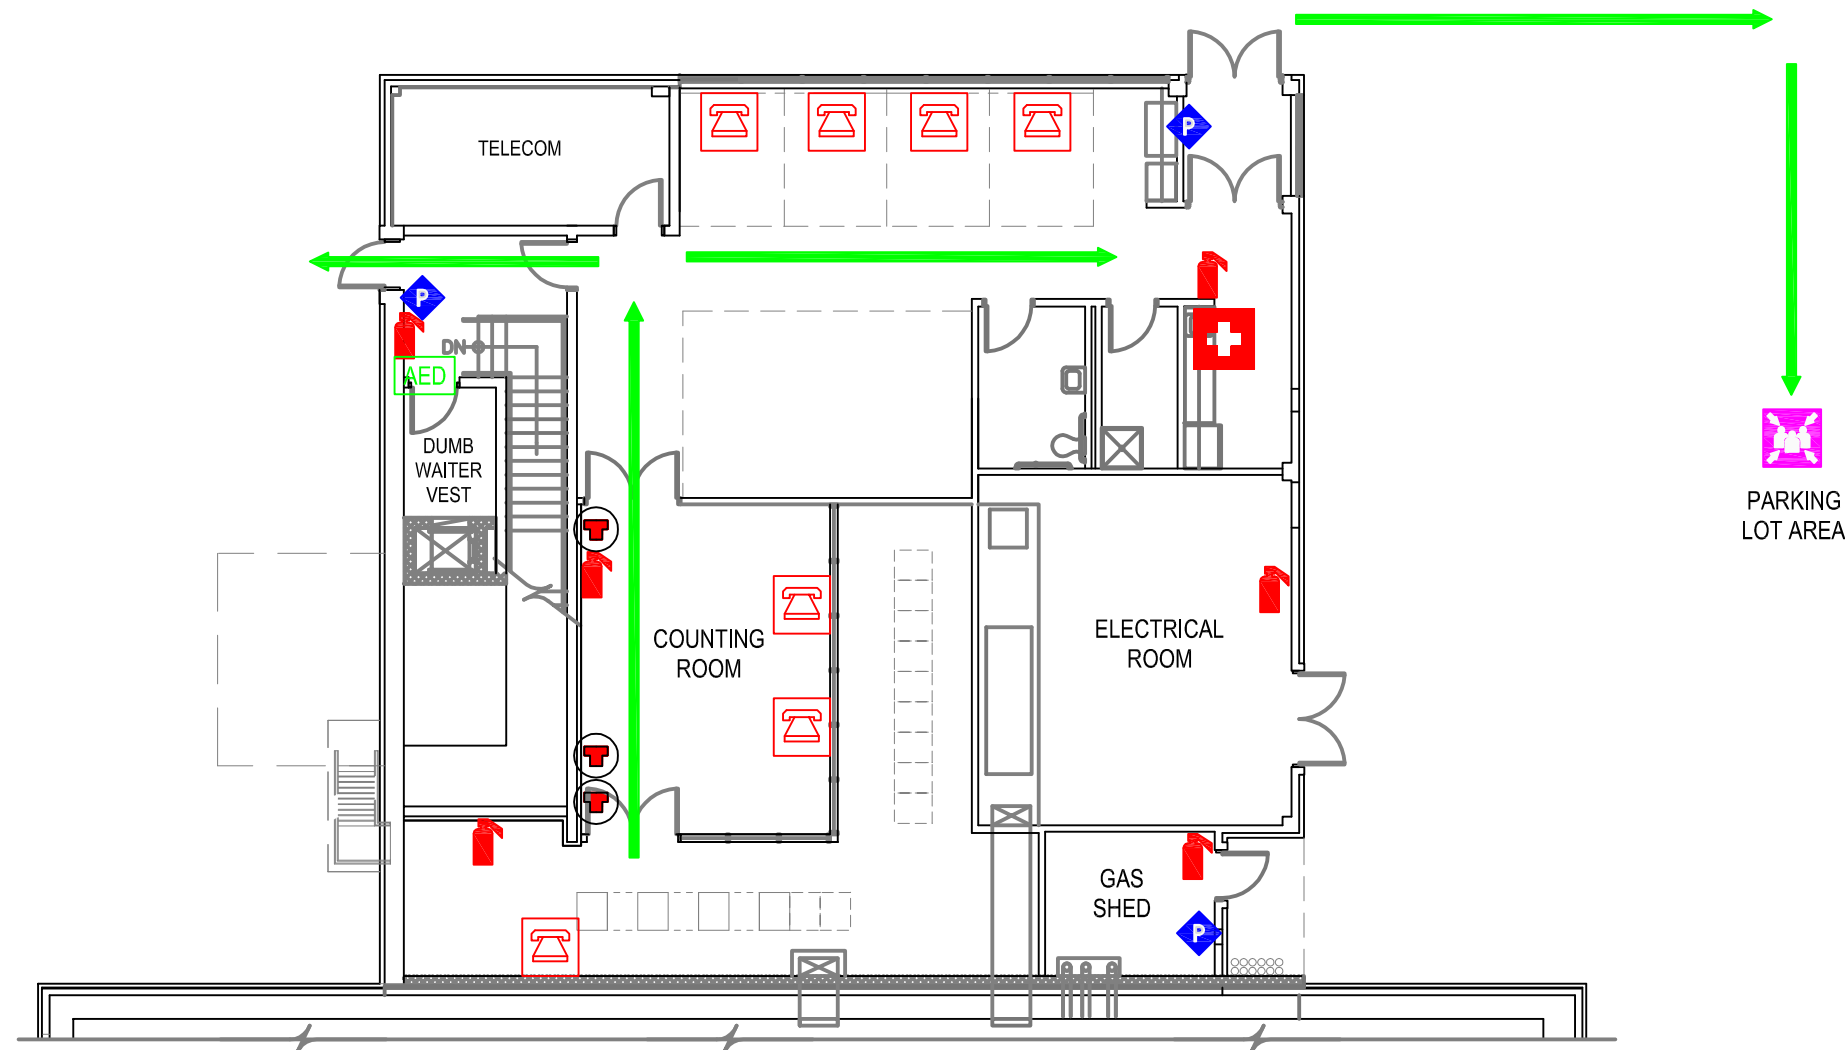 TELECOM
P
P
DN
AED
DUMB
WAITER
VEST
PARKING
LOT AREA
COUNTING
ROOM
ELECTRICAL
ROOM
GAS
SHED
P